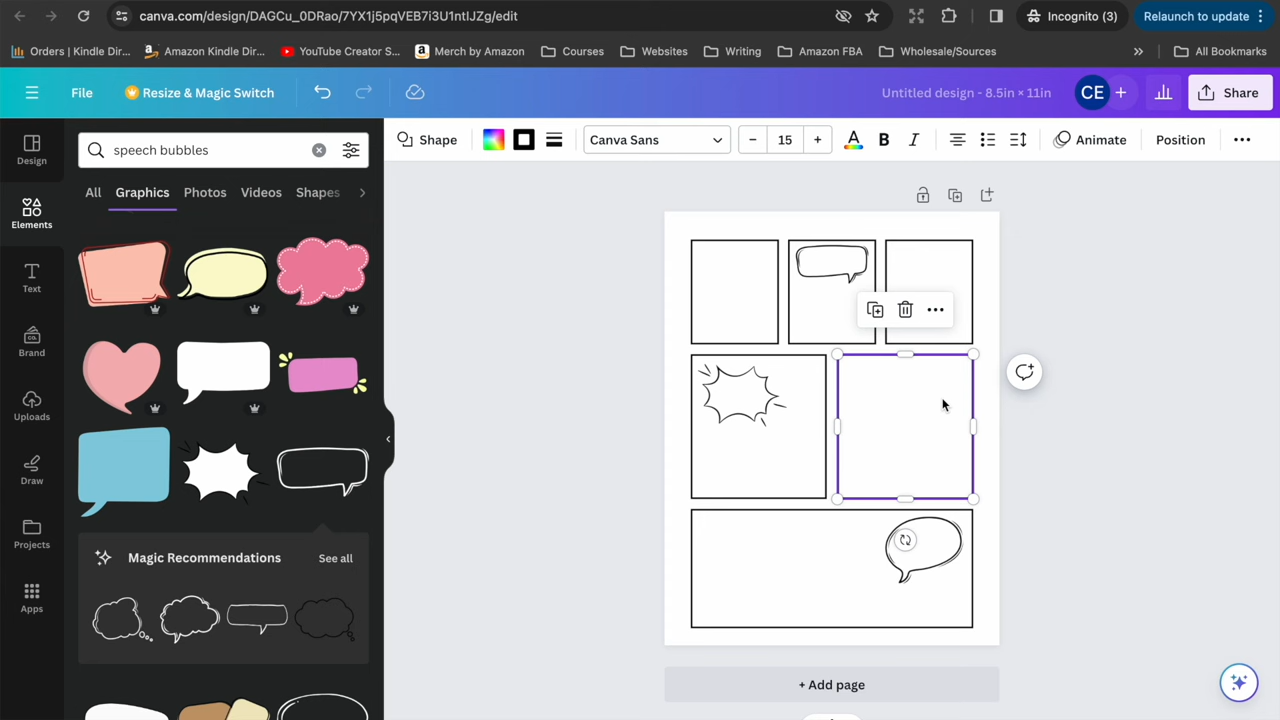 canva.com/design/DAGCu_0DRao/7YX1j5pqVEB7i3U1ntIJZg/edit
Incognito (3)
Relaunch to update
Orders | Kindle Dir...
Amazon Kindle Dir...
YouTube Creator S...
Merch by Amazon
Courses
Websites
Writing
Amazon FBA
Wholesale/Sources
All Bookmarks
File
Resize & Magic Switch
Untitled design - 8.5in × 11in
CE
Share
Design
Elements
Text
Brand
Uploads
Draw
Projects
Apps
speech bubbles
All
Graphics
Photos
Videos
Shapes
Magic Recommendations
See all
Shape
Canva Sans
15
A
B
I
Animate
Position
+ Add page